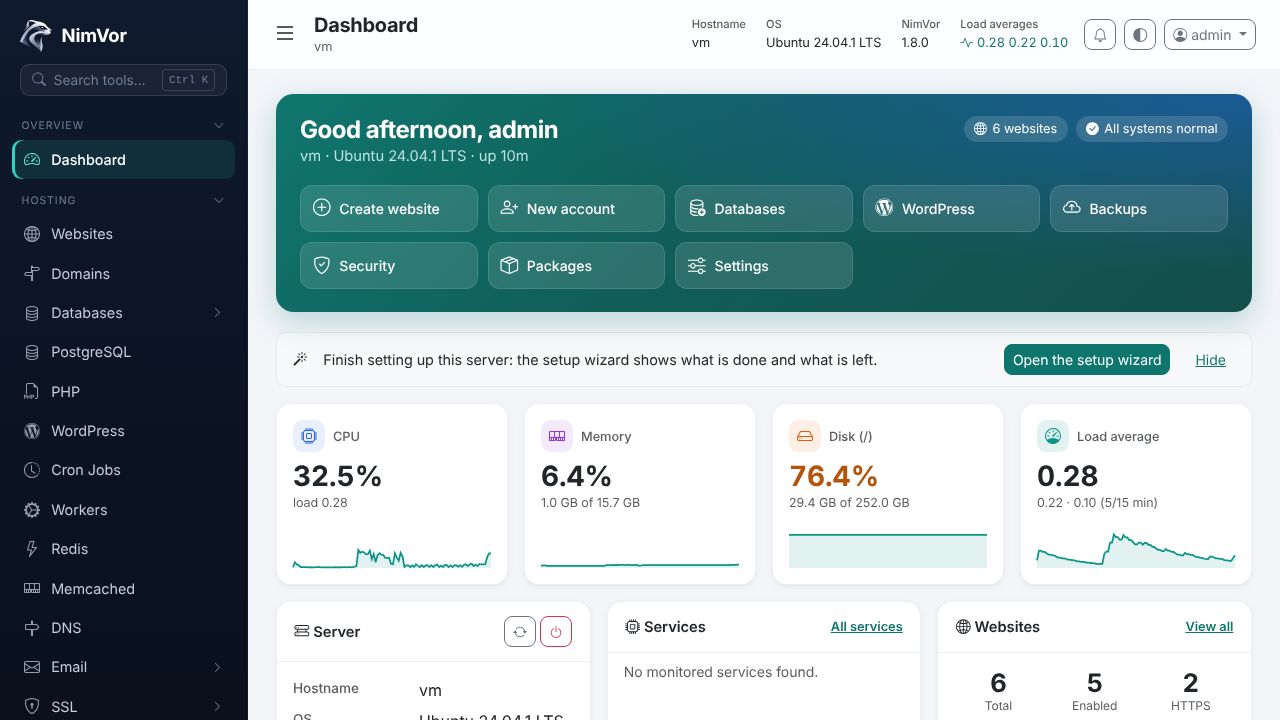 NimVor
Search tools...
Ctrl K
OVERVIEW
Dashboard
HOSTING
Websites
Domains
Databases
PostgreSQL
PHP
WordPress
Cron Jobs
Workers
Redis
Memcached
DNS
Email
SSL
Dashboard
vm
Hostname
vm
OS
Ubuntu 24.04.1 LTS
NimVor
1.8.0
Load averages
0.28 0.22 0.10
admin
Good afternoon, admin
vm · Ubuntu 24.04.1 LTS · up 10m
6 websites
All systems normal
Create website
New account
Databases
WordPress
Backups
Security
Packages
Settings
Finish setting up this server: the setup wizard shows what is done and what is left.
Open the setup wizard
Hide
CPU
32.5%
load 0.28
Memory
6.4%
1.0 GB of 15.7 GB
Disk (/)
76.4%
29.4 GB of 252.0 GB
Load average
0.28
0.22 · 0.10 (5/15 min)
Server
Hostname
vm
OS
Ubuntu 24.04.1 LTS
Services
All services
No monitored services found.
Websites
View all
6
Total
5
Enabled
2
HTTPS